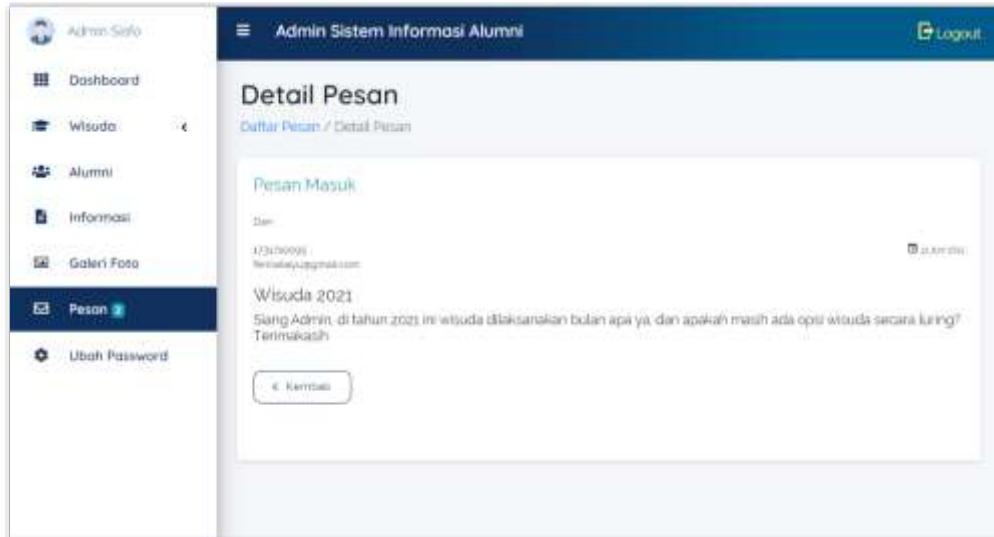 Admin Sisfo
Admin Sistem Informasi Alumni
Logout
Dashboard
Wisuda
Alumni
Informasi
Galeri Foto
Pesan 2
Ubah Password
Detail Pesan
Daftar Pesan / Detail Pesan
Pesan Masuk
Dari
Wisuda 2021
Siang Admin, di tahun 2021 ini wisuda dilaksanakan bulan apa ya, dan apakah masih ada opsi wisuda secara luring?
Terimakasih
Kembali